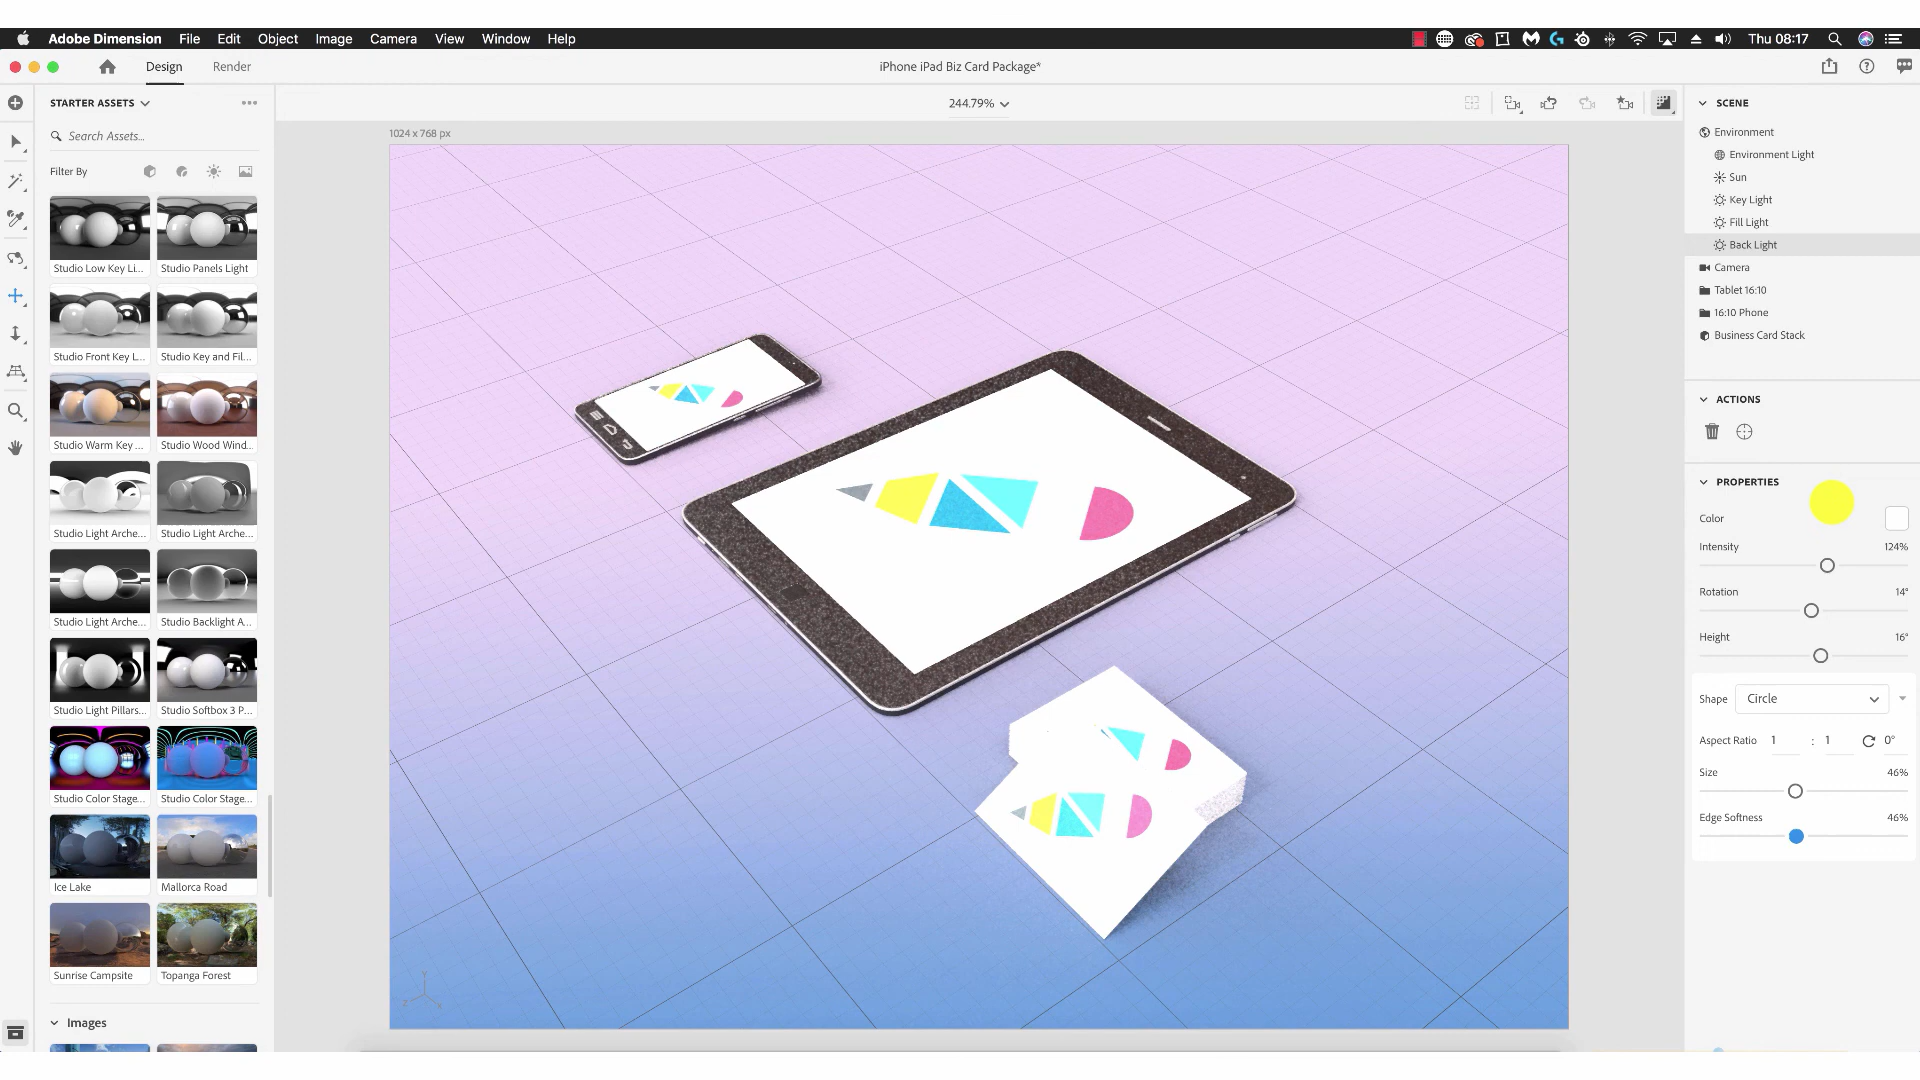 Adobe Dimension File Edit Object Image Camera View Window Help Thu 08:17
Design Render iPhone iPad Biz Card Package*
STARTER ASSETS
Search Assets...
Filter By
Studio Low Key Li... Studio Panels Light
Studio Front Key L... Studio Key and Fil...
Studio Warm Key ... Studio Wood Wind...
Studio Light Arche... Studio Light Arche...
Studio Light Arche... Studio Backlight A...
Studio Light Pillars... Studio Softbox 3 P...
Studio Color Stage... Studio Color Stage...
Ice Lake Mallorca Road
Sunrise Campsite Topanga Forest
Images
244.79%
1024 x 768 px
Y
Z X
SCENE
Environment
Environment Light
Sun
Key Light
Fill Light
Back Light
Camera
Tablet 16:10
16:10 Phone
Business Card Stack
ACTIONS
PROPERTIES
Color
Intensity 124%
Rotation 14°
Height 16°
Shape Circle
Aspect Ratio 1 : 1 0°
Size 46%
Edge Softness 46%